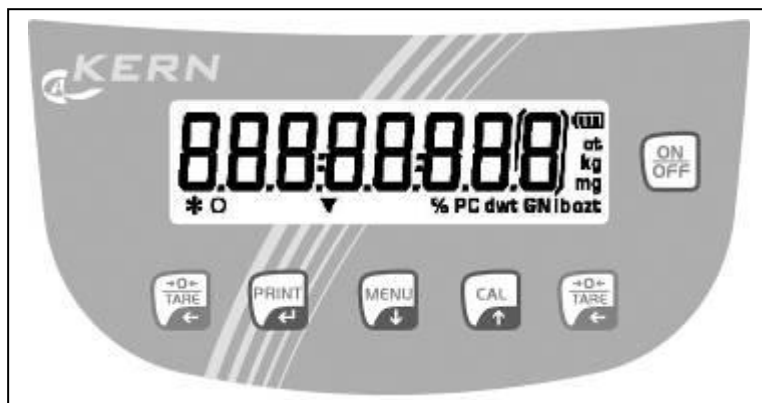 KERN
8.8.8:8.8:8.8.(8)
ct
kg
mg
* O ▼ % PC dwt GN lb ozt
ON
OFF
→0←
TARE
←
PRINT
↵
MENU
↓
CAL
↑
→0←
TARE
←